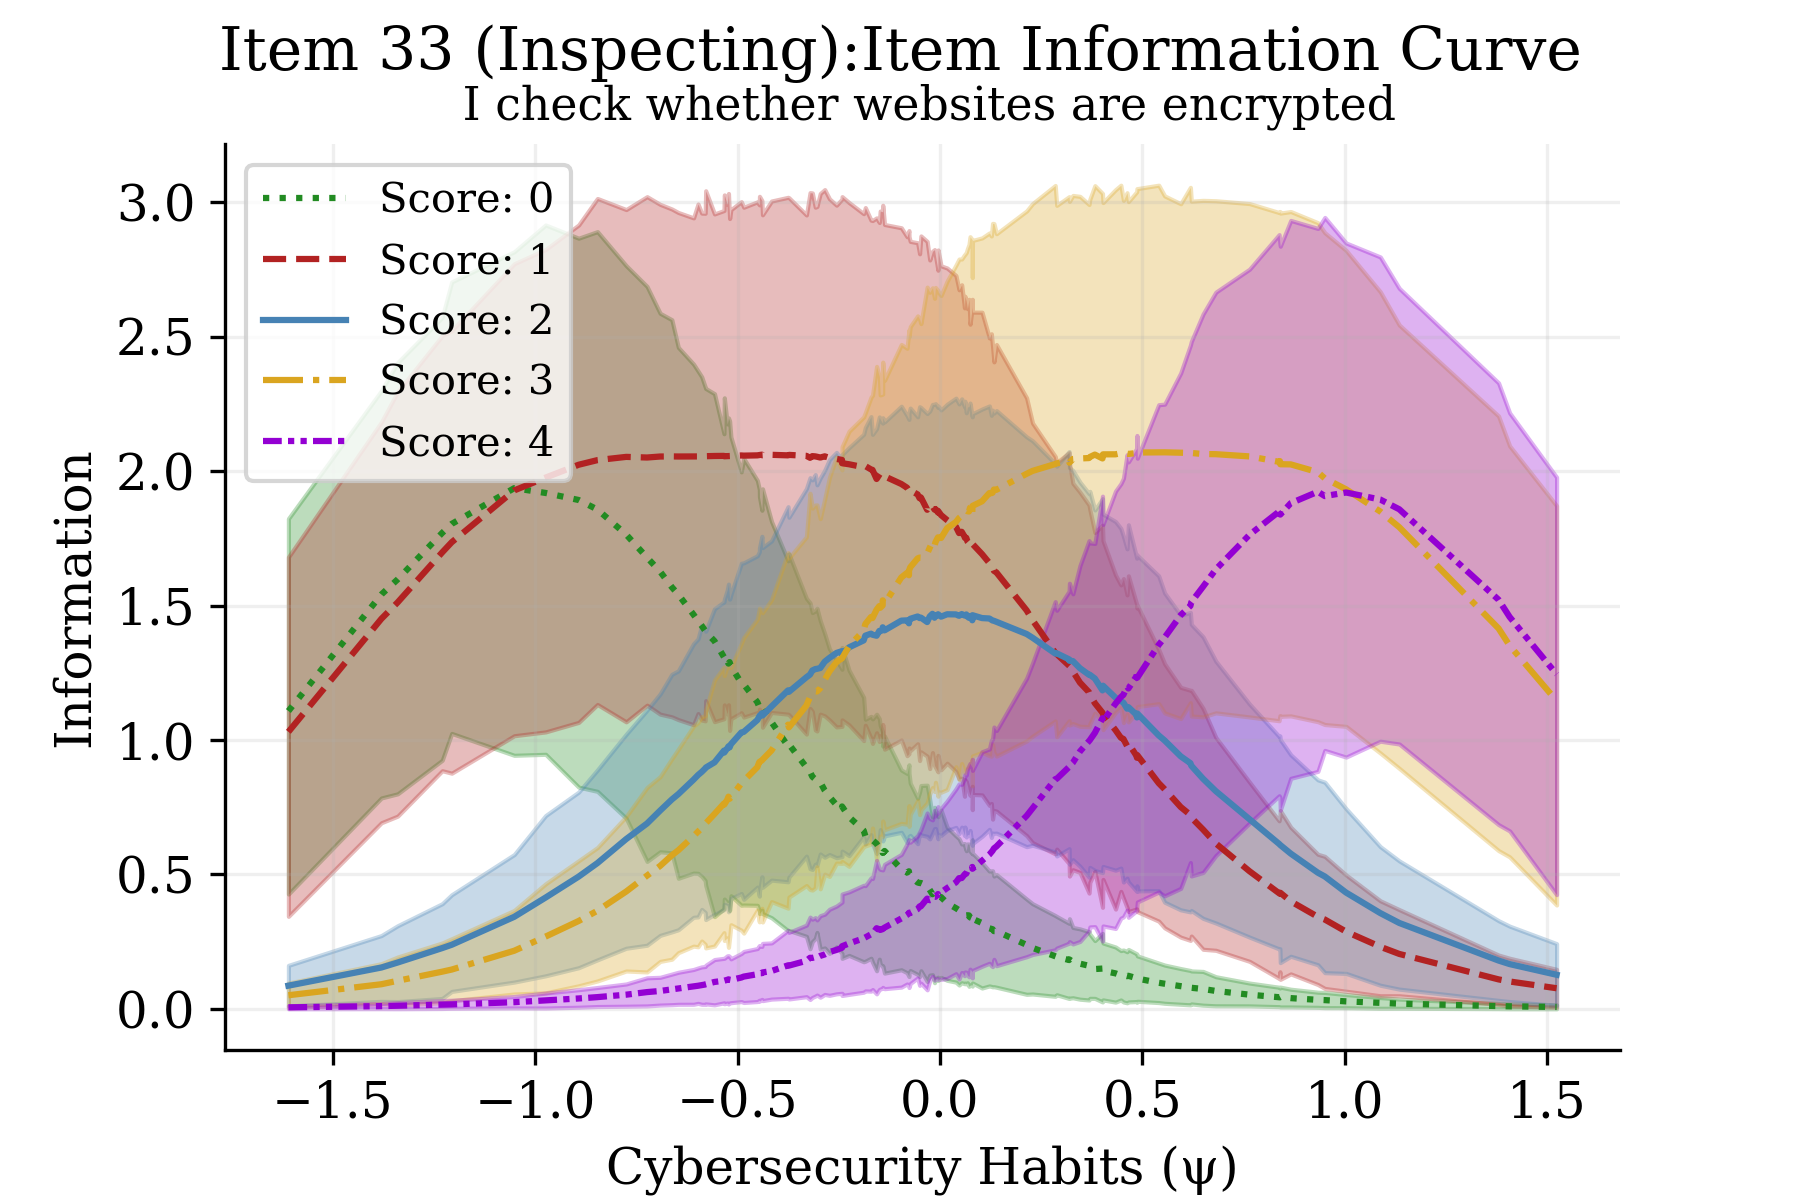 Item 33 (Inspecting):Item Information Curve
I check whether websites are encrypted
Score: 0
Score: 1
Score: 2
Score: 3
Score: 4
Information
3.0
2.5
2.0
1.5
1.0
0.5
0.0
−1.5 −1.0 −0.5 0.0 0.5 1.0 1.5
Cybersecurity Habits (ψ)